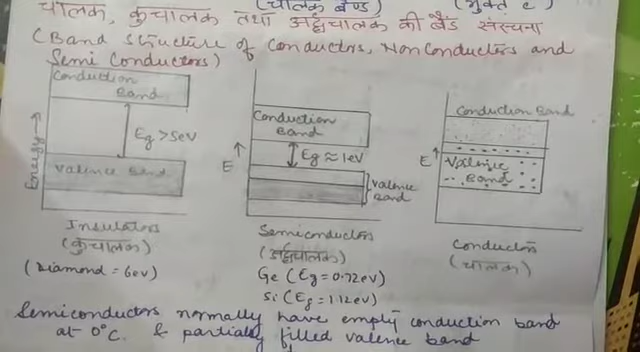 (चालक बैण्ड) (मुक्त e)
चालक, कुचालक तथा अर्द्धचालक की बैंड संरचना
(Band structure of Conductors, Nonconductors and
Semi Conductors)
Conduction
Band
Eg > 5ev
Valence Band
Energy
Insulators
(कुचालक)
(Diamond = 6ev)
Conduction
Band
E
Eg ≈ 1ev
valence
Band
Semiconductors
(अर्द्धचालक)
Ge (Eg = 0.72ev)
Si (Eg = 1.12ev)
Conduction Band
E
Valence
Band
Conductors
(चालक)
Semiconductors normally have empty conduction band
at 0°C. & partially filled valence band